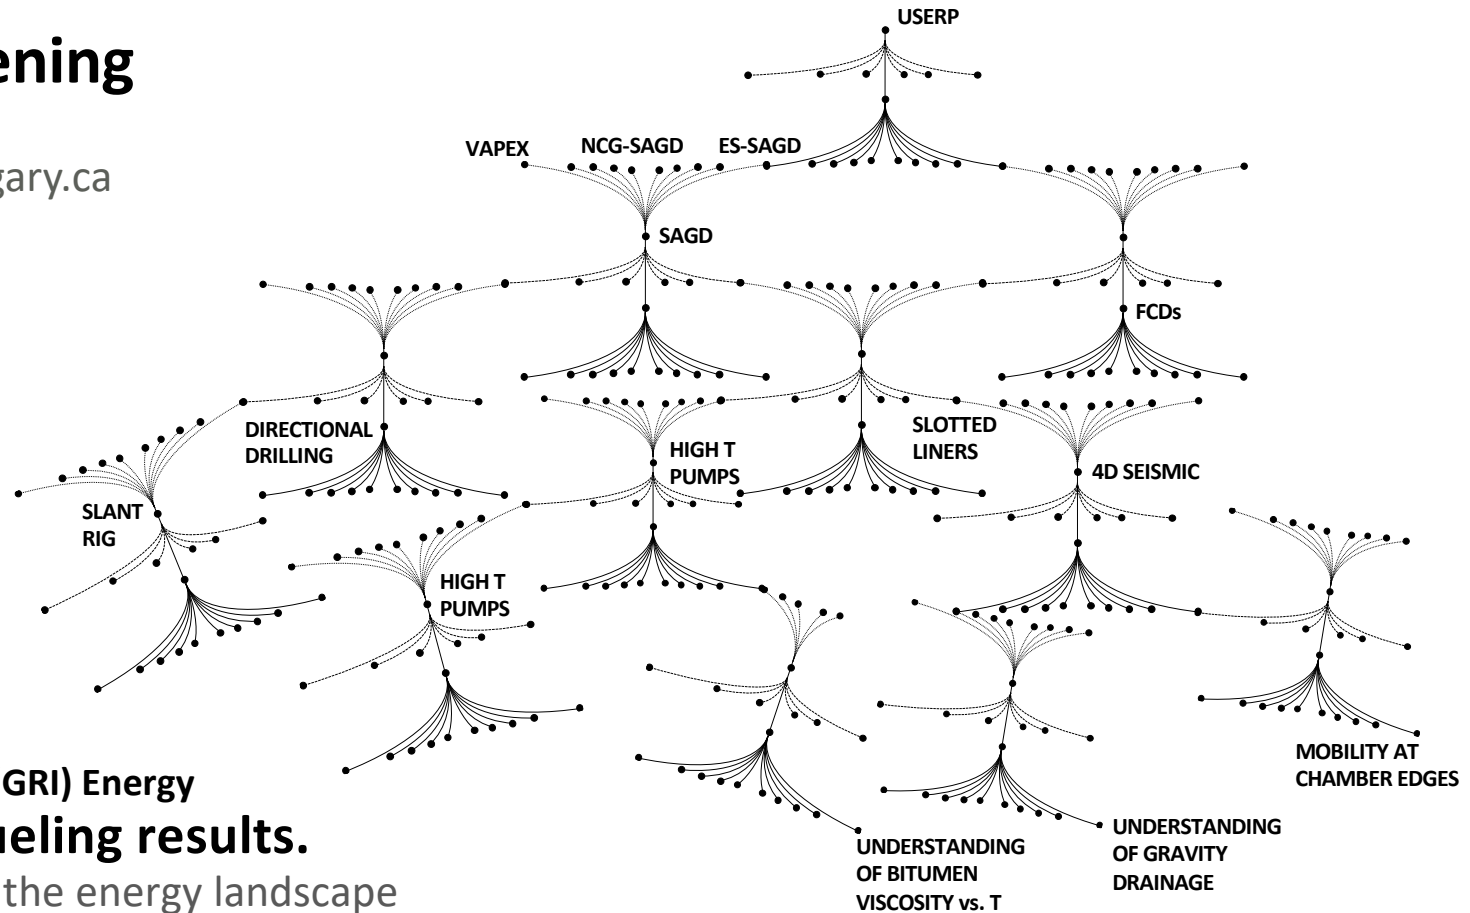 ening
gary.ca
USERP
VAPEX
NCG-SAGD
ES-SAGD
SAGD
FCDs
DIRECTIONAL
DRILLING
HIGH T
PUMPS
SLOTTED
LINERS
4D SEISMIC
SLANT
RIG
HIGH T
PUMPS
MOBILITY AT
CHAMBER EDGES
GRI) Energy
ueling results.
the energy landscape
UNDERSTANDING
OF BITUMEN
VISCOSITY vs. T
UNDERSTANDING
OF GRAVITY
DRAINAGE